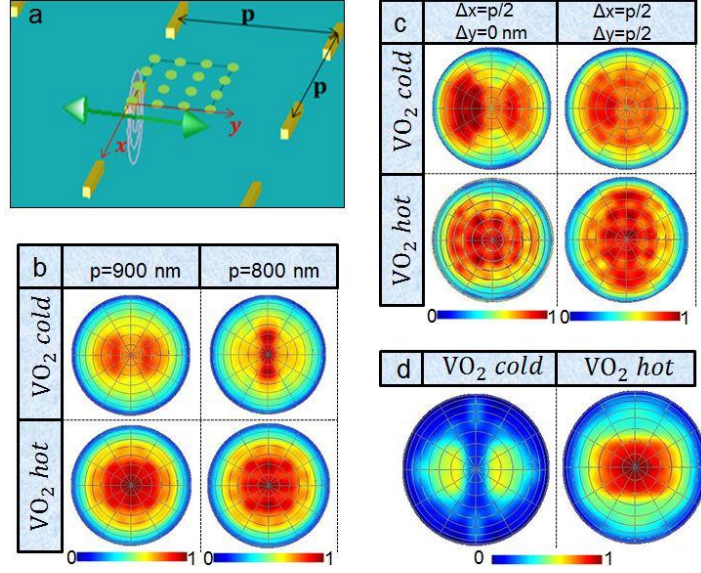 a
p
p
y
x
b
p=900 nm
p=800 nm
VO₂ cold
VO₂ hot
0
1
0
1
c
Δx=p/2
Δy=0 nm
Δx=p/2
Δy=p/2
VO₂ cold
VO₂ hot
0
1
0
1
d
VO₂ cold
VO₂ hot
0
1